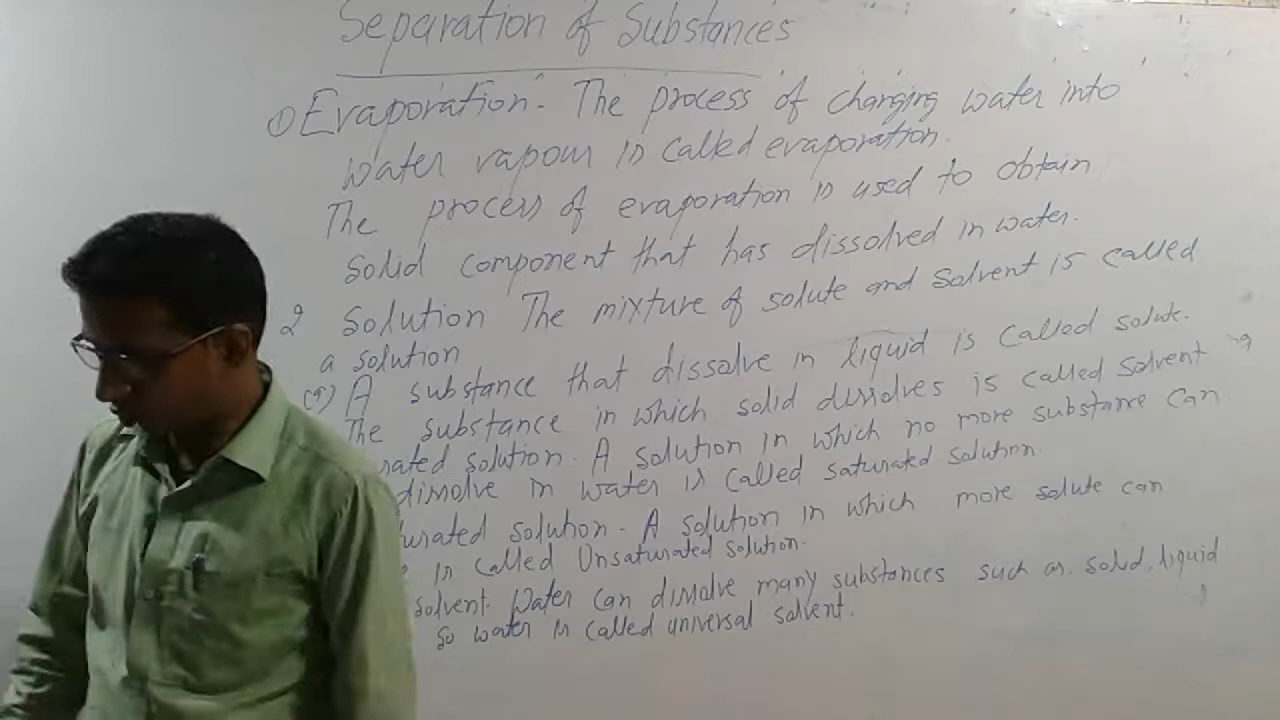 Separation of Substances
① Evaporation - The process of changing water into
water vapour is called evaporation.
The process of evaporation is used to obtain
solid component that has dissolved in water.
2 Solution The mixture of solute and solvent is called
a solution
(a) A substance that dissolve in liquid is called solute.
The substance in which solid dissolves is called solvent
rated solution - A solution in which no more substance can
dissolve in water is called saturated solution.
urated solution - A solution in which more solute can
is called Unsaturated solution.
solvent. Water can dissolve many substances such as solid, liquid
so water is called universal solvent.